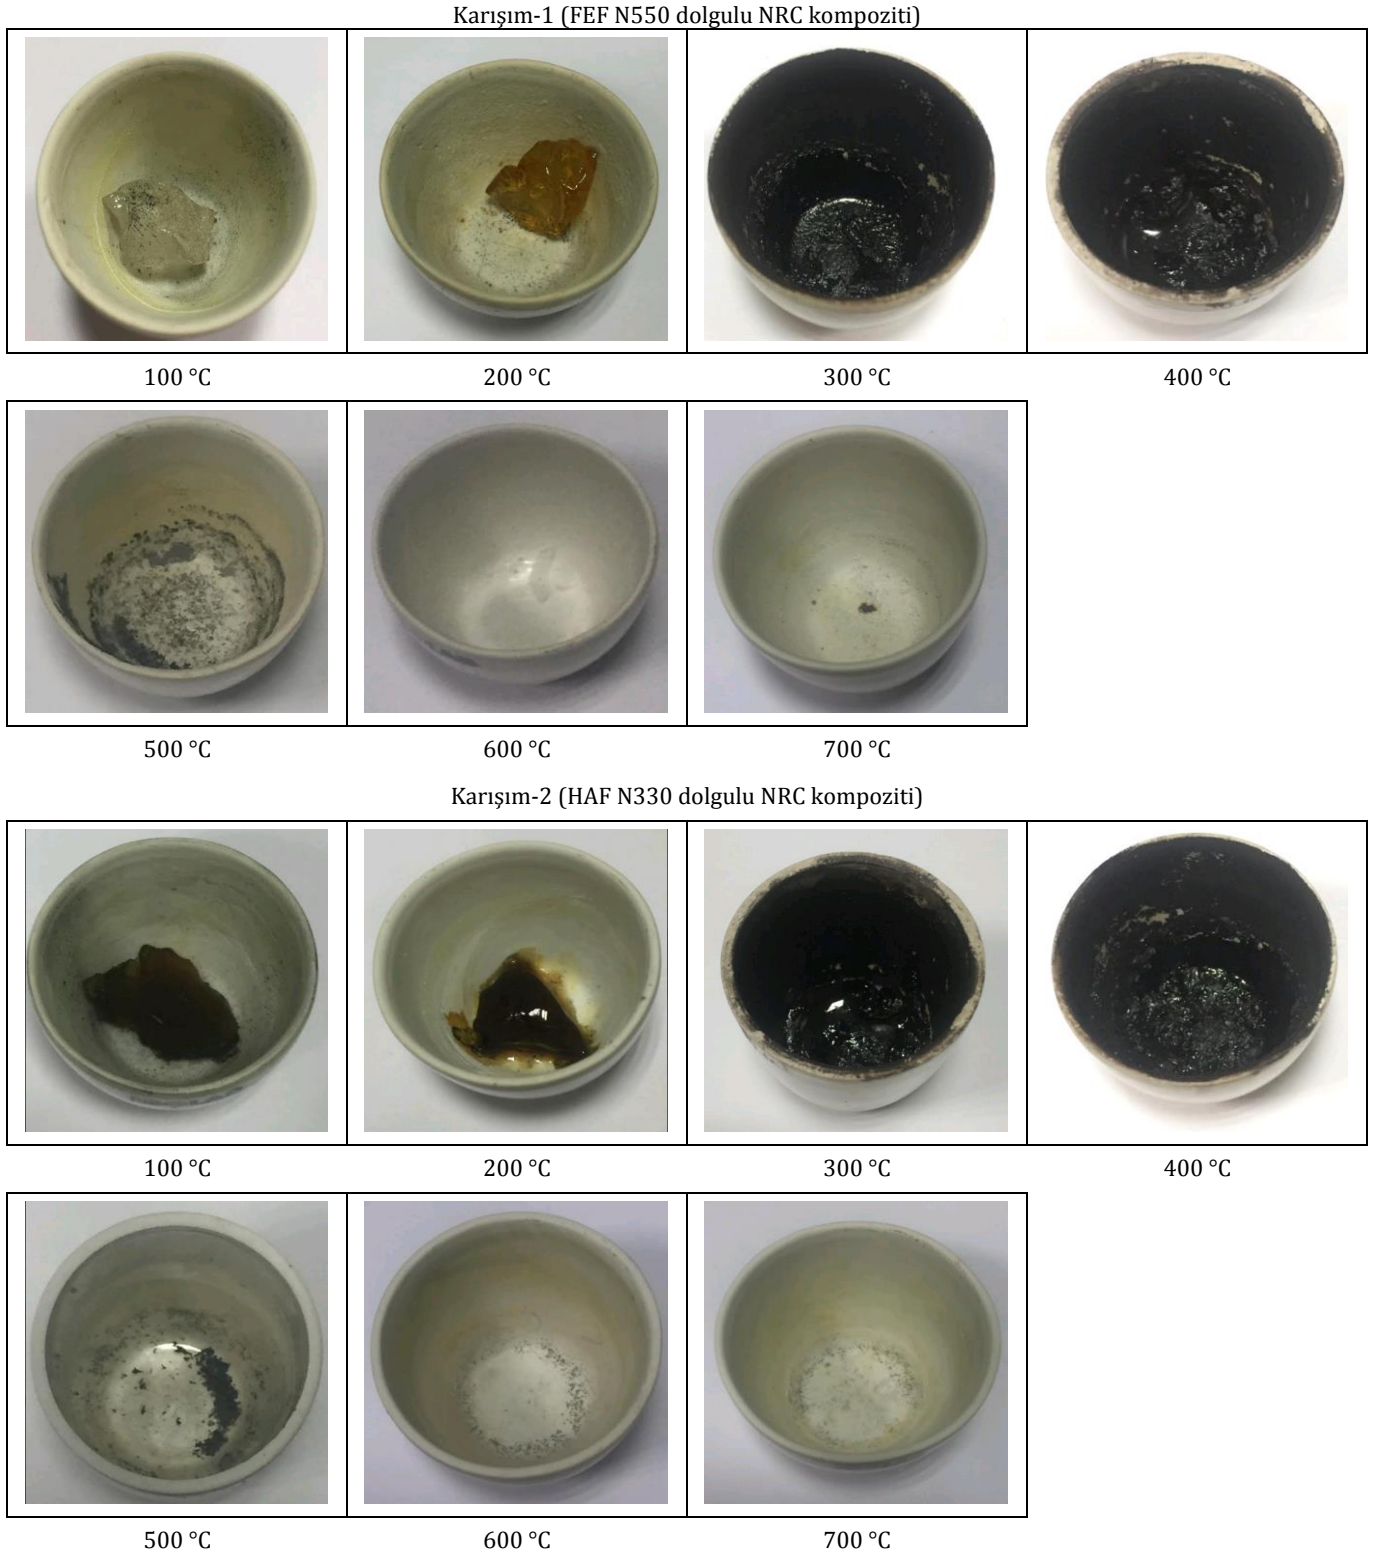 Karışım-1 (FEF N550 dolgulu NRC kompoziti)
100 °C 200 °C 300 °C 400 °C
500 °C 600 °C 700 °C
Karışım-2 (HAF N330 dolgulu NRC kompoziti)
100 °C 200 °C 300 °C 400 °C
500 °C 600 °C 700 °C